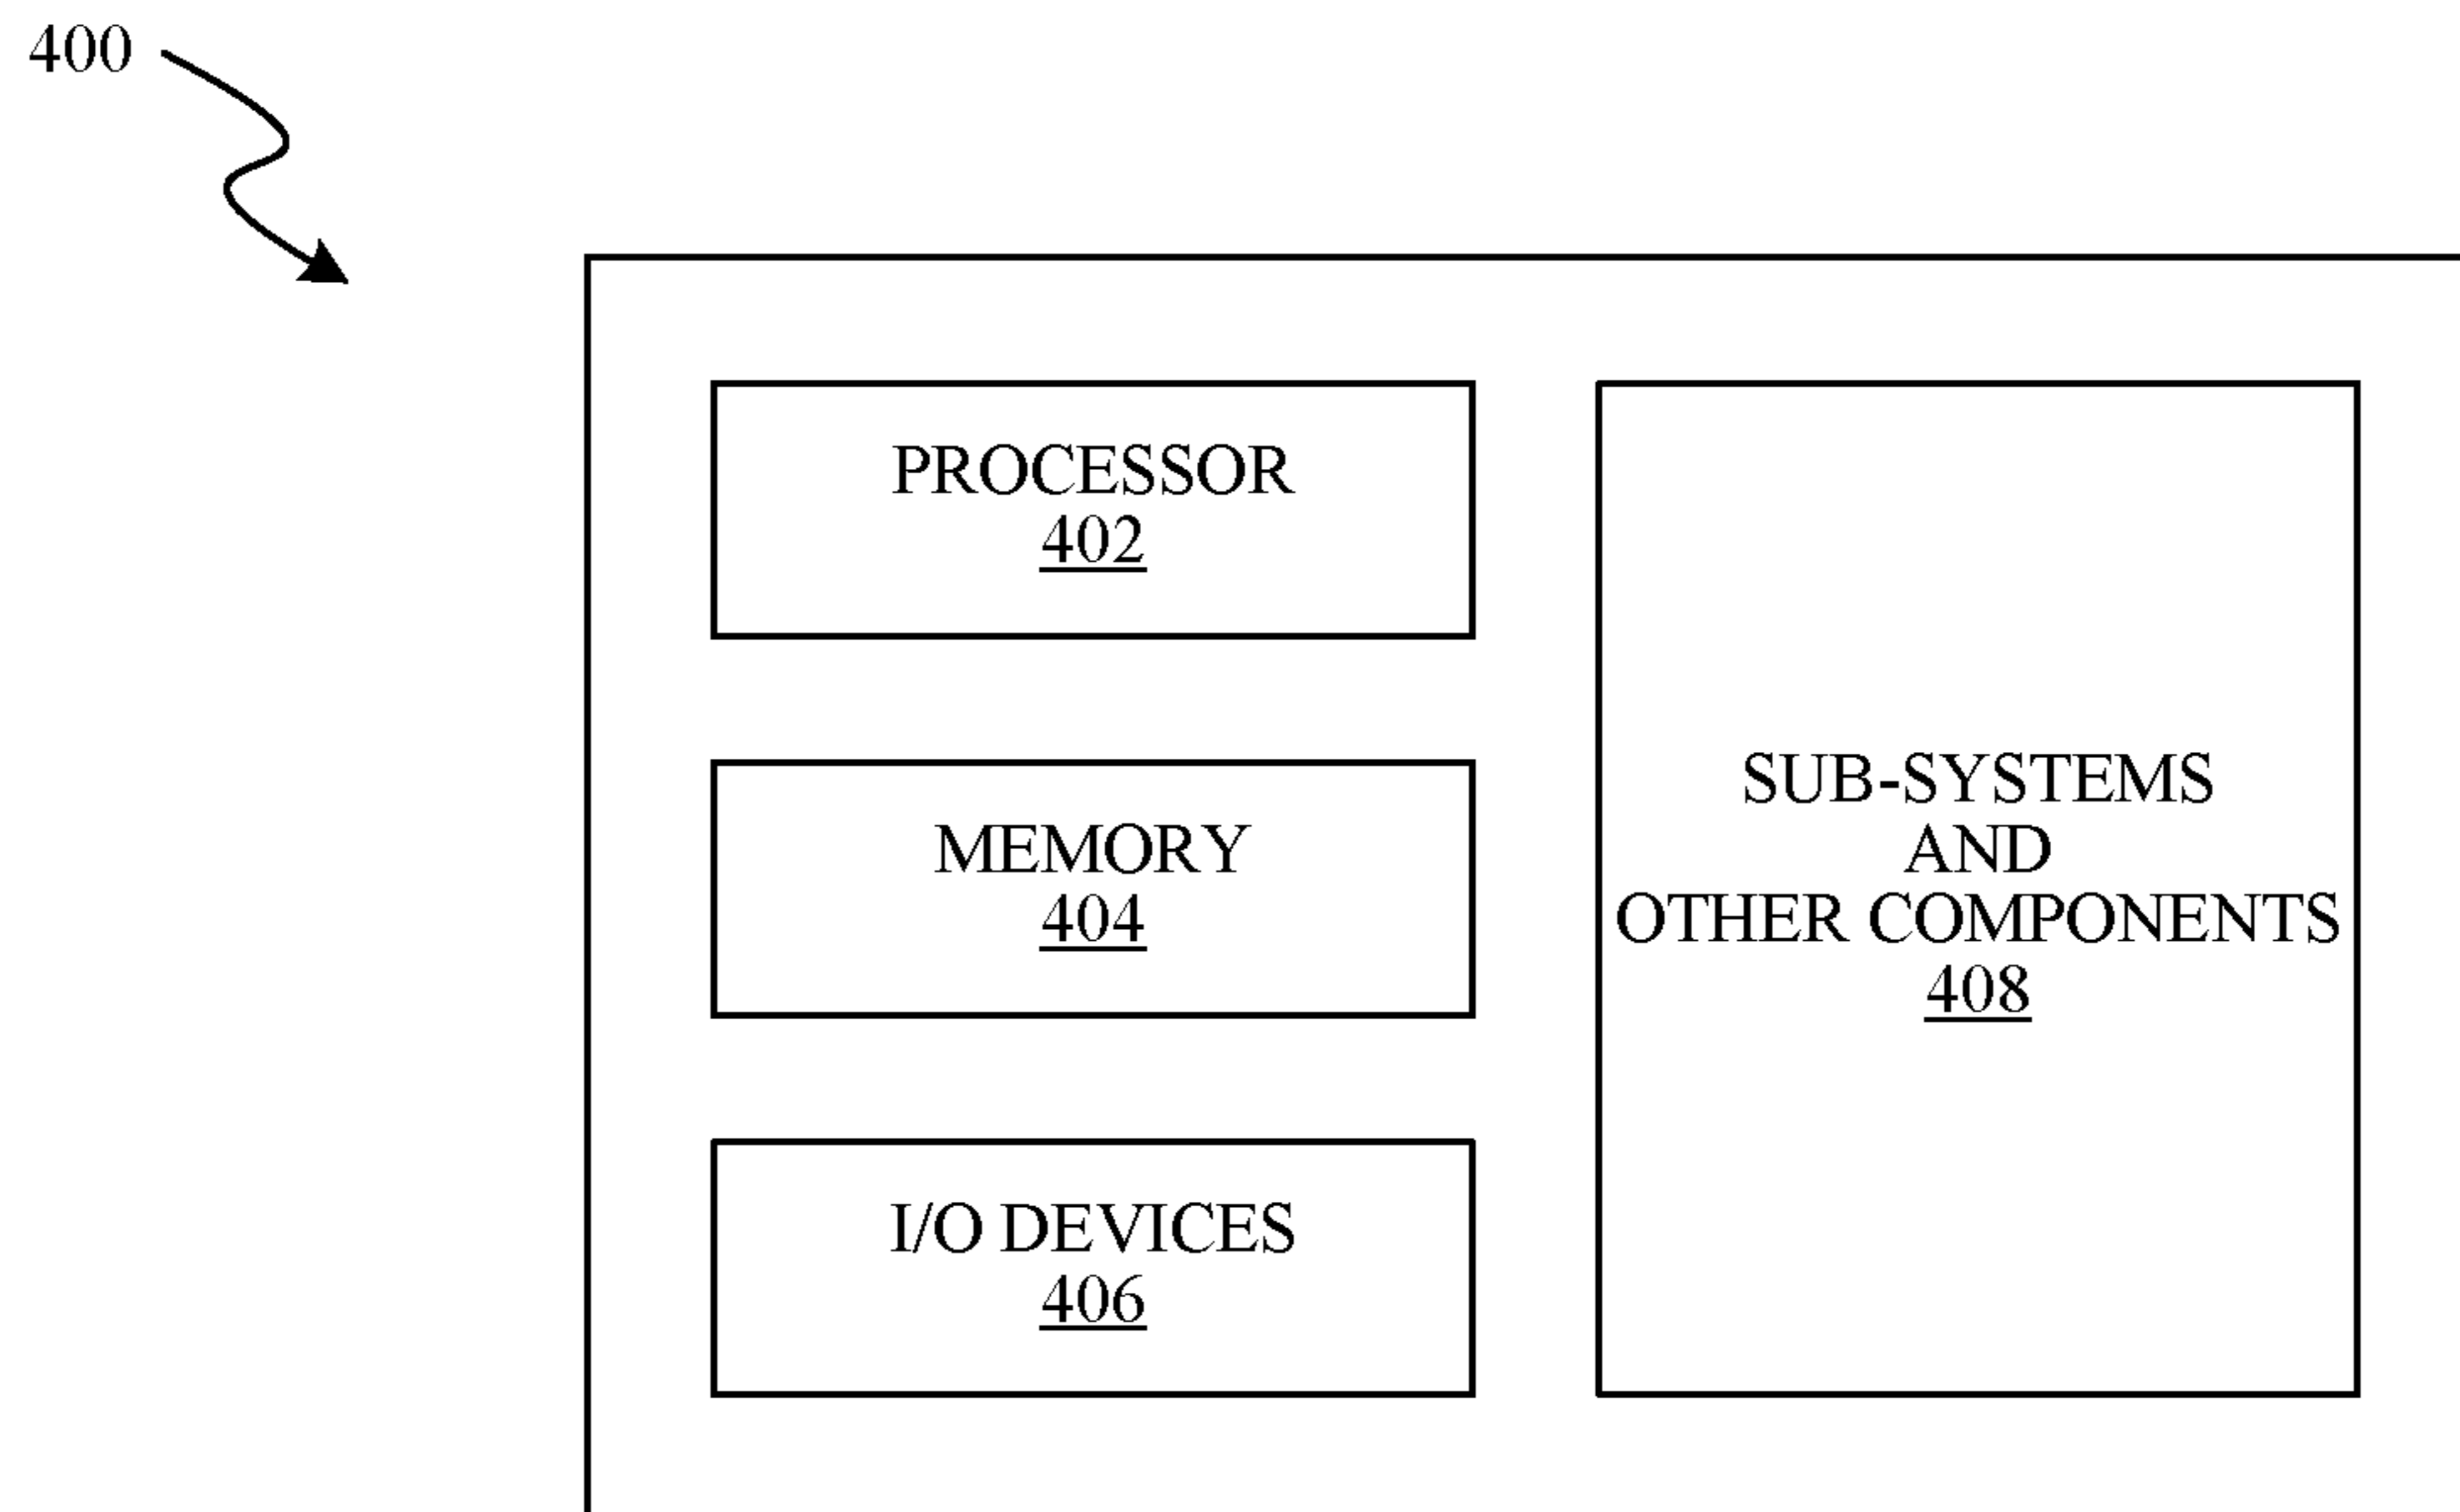 400
PROCESSOR
402
MEMORY
404
I/O DEVICES
406
SUB-SYSTEMS
AND
OTHER COMPONENTS
408